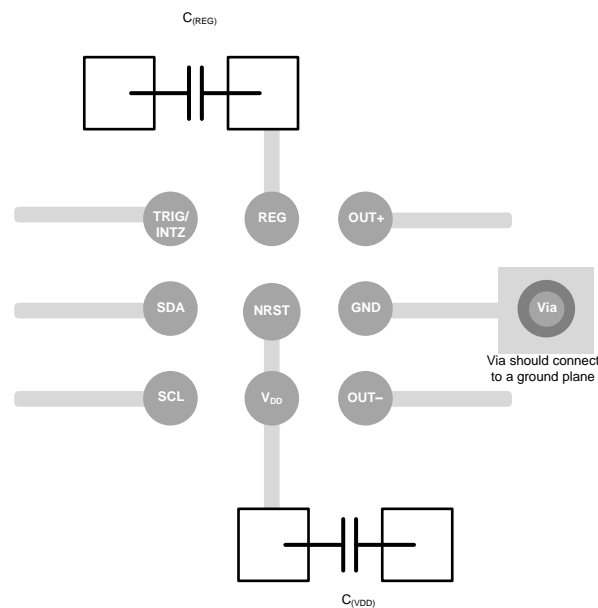 C(REG)
TRIG/
INTZ
REG
OUT+
SDA
NRST
GND
Via
Via should connect
to a ground plane
SCL
VDD
OUT−
C(VDD)